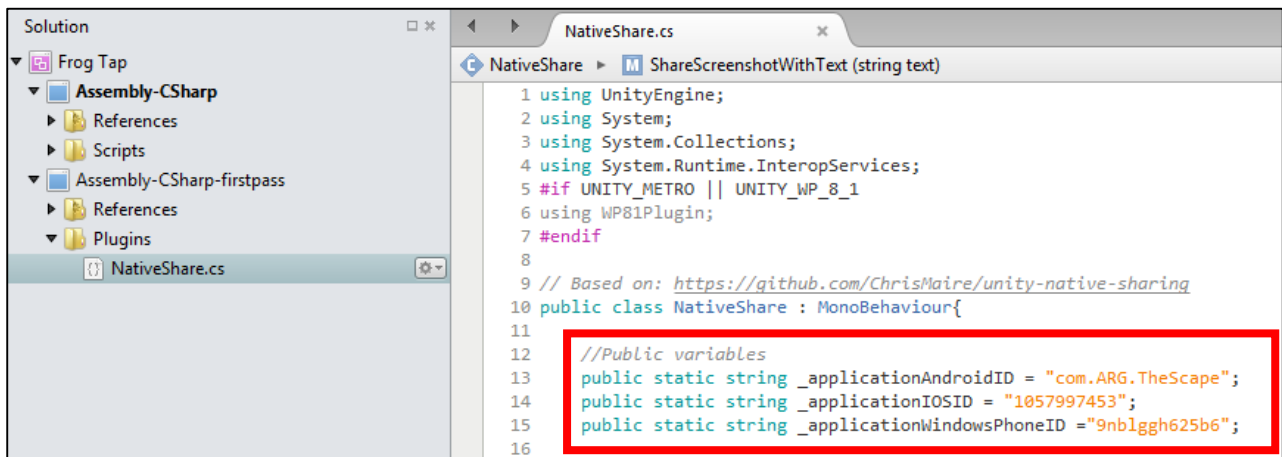 Solution
Frog Tap
Assembly-CSharp
References
Scripts
Assembly-CSharp-firstpass
References
Plugins
{} NativeShare.cs
NativeShare.cs
C NativeShare M ShareScreenshotWithText (string text)
1 using UnityEngine;
2 using System;
3 using System.Collections;
4 using System.Runtime.InteropServices;
5 #if UNITY_METRO || UNITY_WP_8_1
6 using WP81Plugin;
7 #endif
8
9 // Based on: https://github.com/ChrisMaire/unity-native-sharing
10 public class NativeShare : MonoBehaviour{
11
12 //Public variables
13 public static string _applicationAndroidID = "com.ARG.TheScape";
14 public static string _applicationIOSID = "1057997453";
15 public static string _applicationWindowsPhoneID ="9nblggh625b6";
16